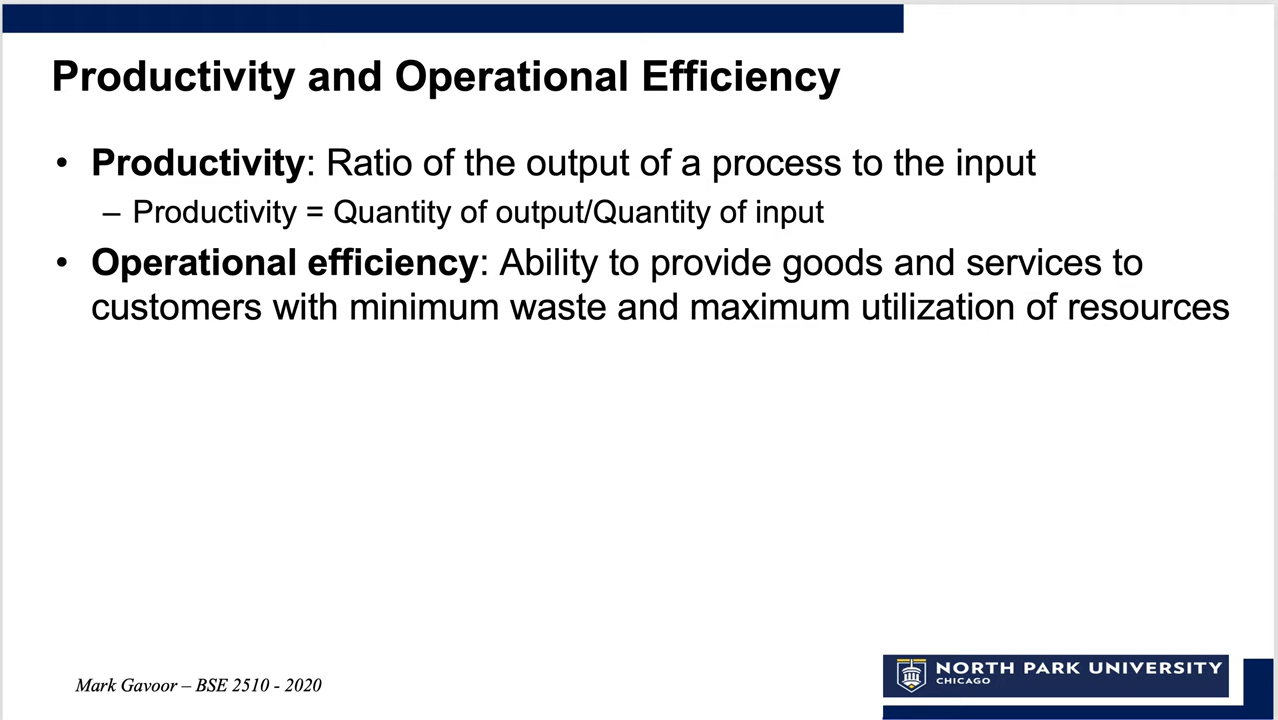 Productivity and Operational Efficiency
• Productivity: Ratio of the output of a process to the input
– Productivity = Quantity of output/Quantity of input
• Operational efficiency: Ability to provide goods and services to
customers with minimum waste and maximum utilization of resources
Mark Gavoor – BSE 2510 - 2020
NORTH PARK UNIVERSITY
CHICAGO